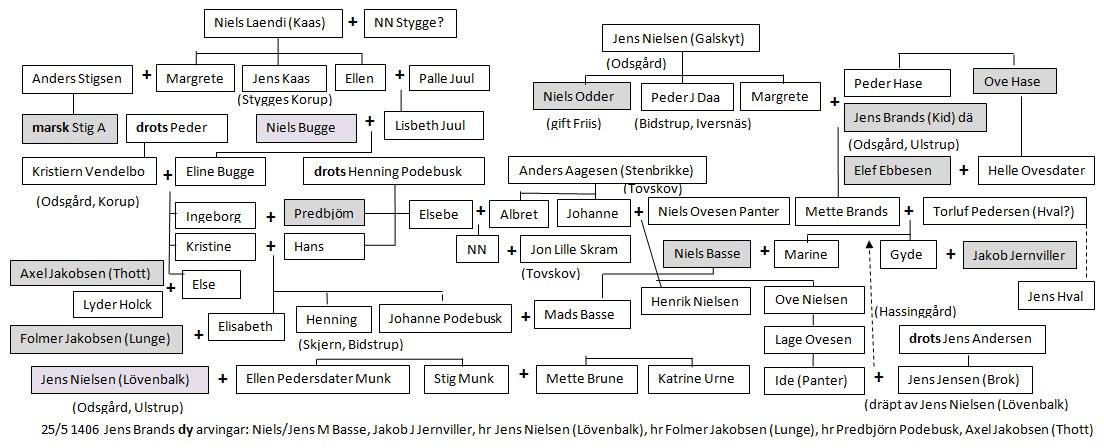 Niels Laendi (Kaas) + NN Stygge?
Jens Nielsen (Galskyt)
(Odsgård)
Anders Stigsen + Margrete Jens Kaas Ellen + Palle Juul
(Stygges Korup)
Peder Hase Ove Hase
Niels Odder Peder J Daa Margrete +
(gift Friis) (Bidstrup, Iversnäs)
Jens Brands (Kid) dä
(Odsgård, Ulstrup)
marsk Stig A drots Peder Niels Bugge + Lisbeth Juul
Elef Ebbesen + Helle Ovesdater
Kristiern Vendelbo + Eline Bugge drots Henning Podebusk Anders Aagesen (Stenbrikke)
(Odsgård, Korup) (Tovskov)
Ingeborg + Predbjörn Elsebe + Albret Johanne + Niels Ovesen Panter Mette Brands + Torluf Pedersen (Hval?)
Kristine + Hans NN + Jon Lille Skram
(Tovskov)
Niels Basse + Marine Gyde + Jakob Jernviller
Axel Jakobsen (Thott) + Else
Lyder Holck
Henrik Nielsen Ove Nielsen Jens Hval
(Hassinggård)
Folmer Jakobsen (Lunge) + Elisabeth Henning Johanne Podebusk + Mads Basse
(Skjern, Bidstrup)
Lage Ovesen drots Jens Andersen
Jens Nielsen (Lövenbalk) + Ellen Pedersdater Munk Stig Munk + Mette Brune Katrine Urne Ide (Panter) + Jens Jensen (Brok)
(Odsgård, Ulstrup) (dräpt av Jens Nielsen (Lövenbalk)
25/5 1406 Jens Brands dy arvingar: Niels/Jens M Basse, Jakob J Jernviller, hr Jens Nielsen (Lövenbalk), hr Folmer Jakobsen (Lunge), hr Predbjörn Podebusk, Axel Jakobsen (Thott)